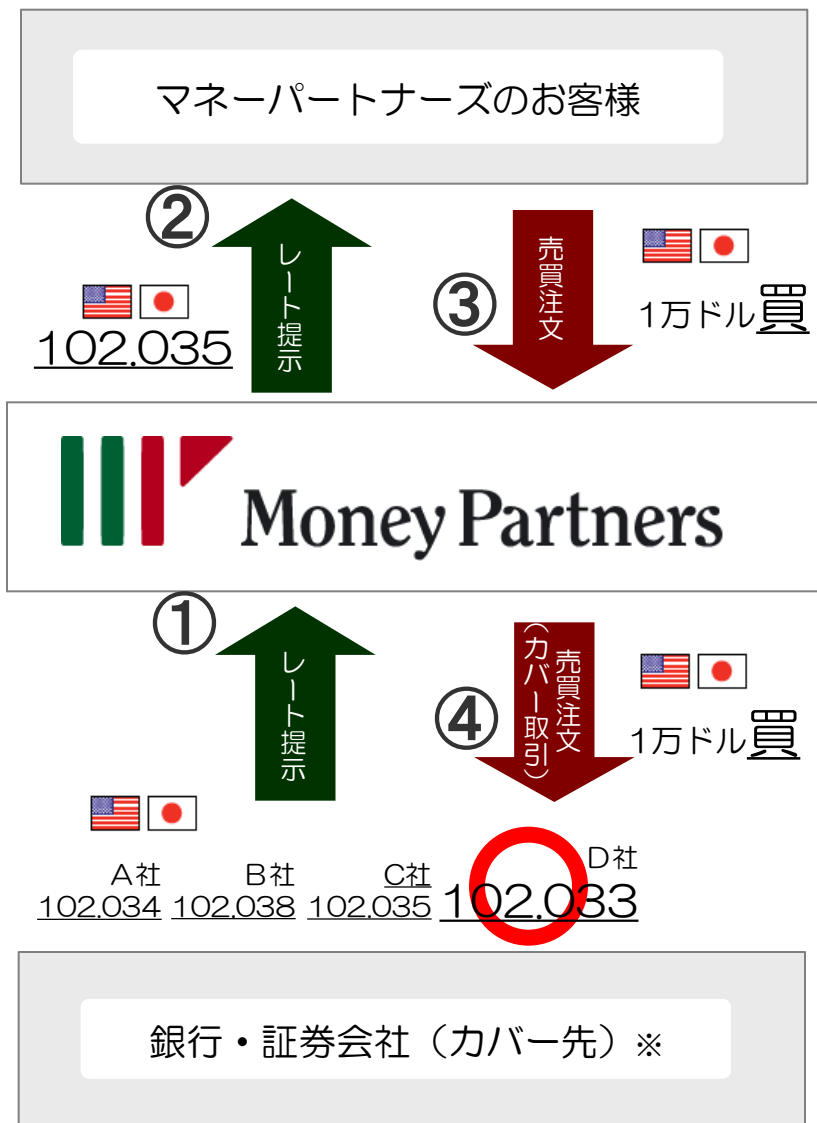 マネーパートナーズのお客様
②
レート提示
102.035
③
売買注文
1万ドル買
Money Partners
①
レート提示
④
売買注文
（カバー取引）
1万ドル買
A社 B社 C社 D社
102.034 102.038 102.035 102.033
銀行・証券会社（カバー先）※